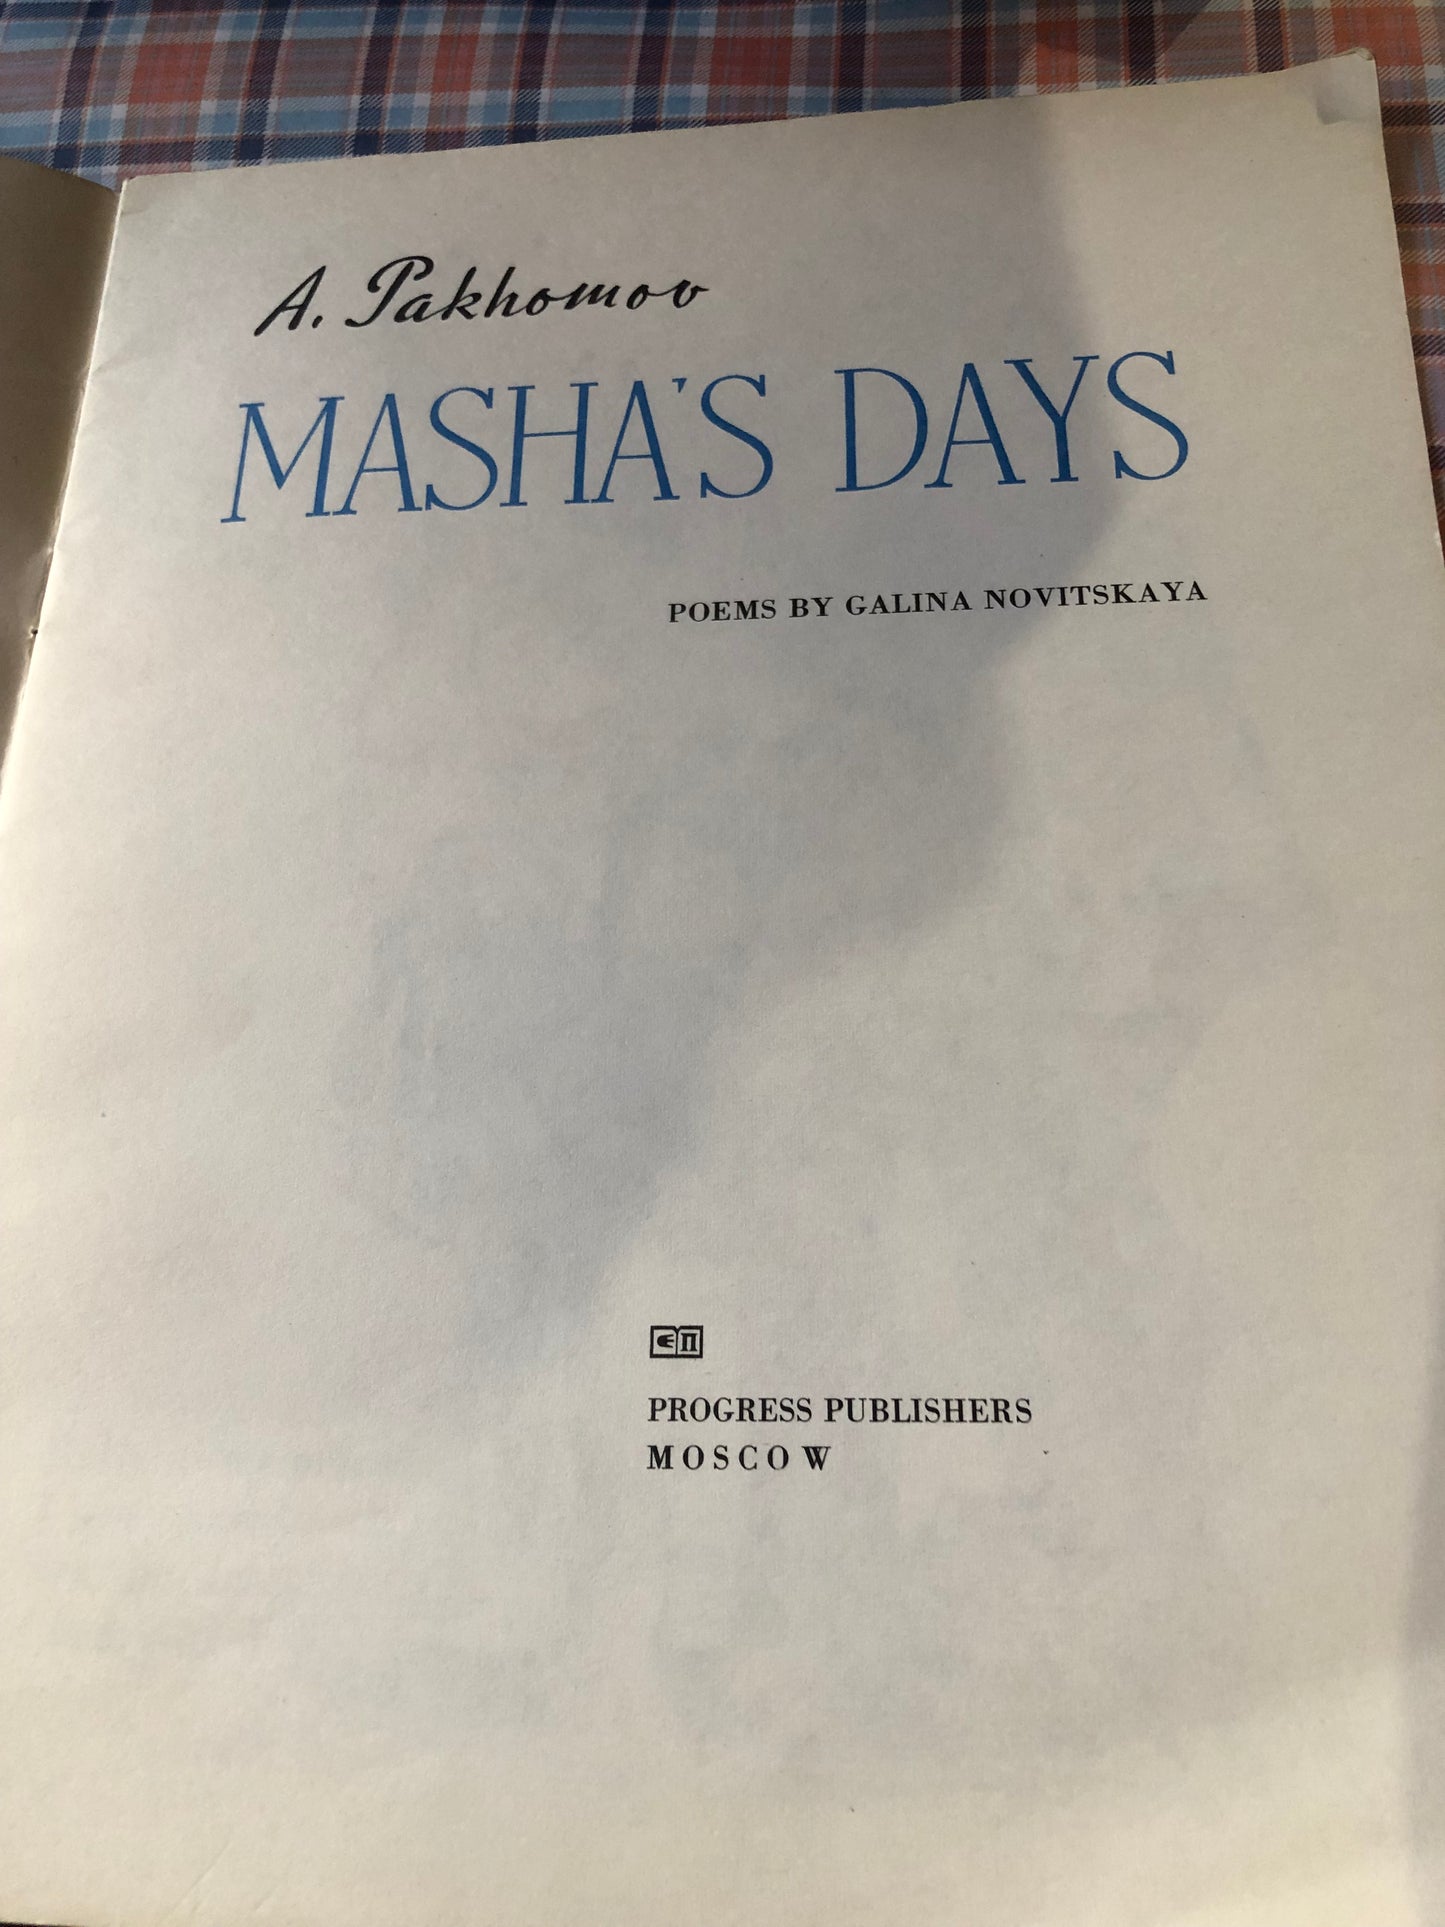 A. Pakhomov
MASHA'S DAYS
POEMS BY GALINA NOVITSKAYA
PROGRESS PUBLISHERS
MOSCOW